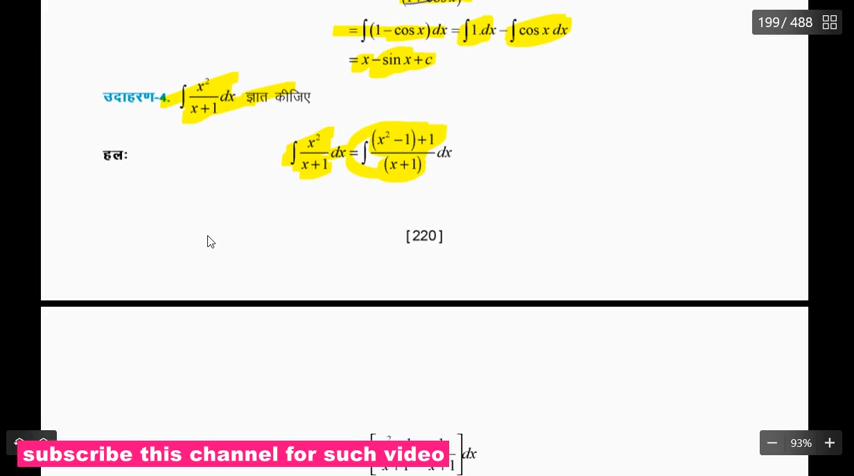 199 / 488
= ∫(1 − cos x) dx = ∫1.dx − ∫cos x dx
= x − sin x + c
उदाहरण-4. ∫ x²/(x+1) dx ज्ञात कीजिए
हल: ∫ x²/(x+1) dx = ∫ ((x² −1)+1)/(x+1) dx
[220]
dx
93%
subscribe this channel for such video